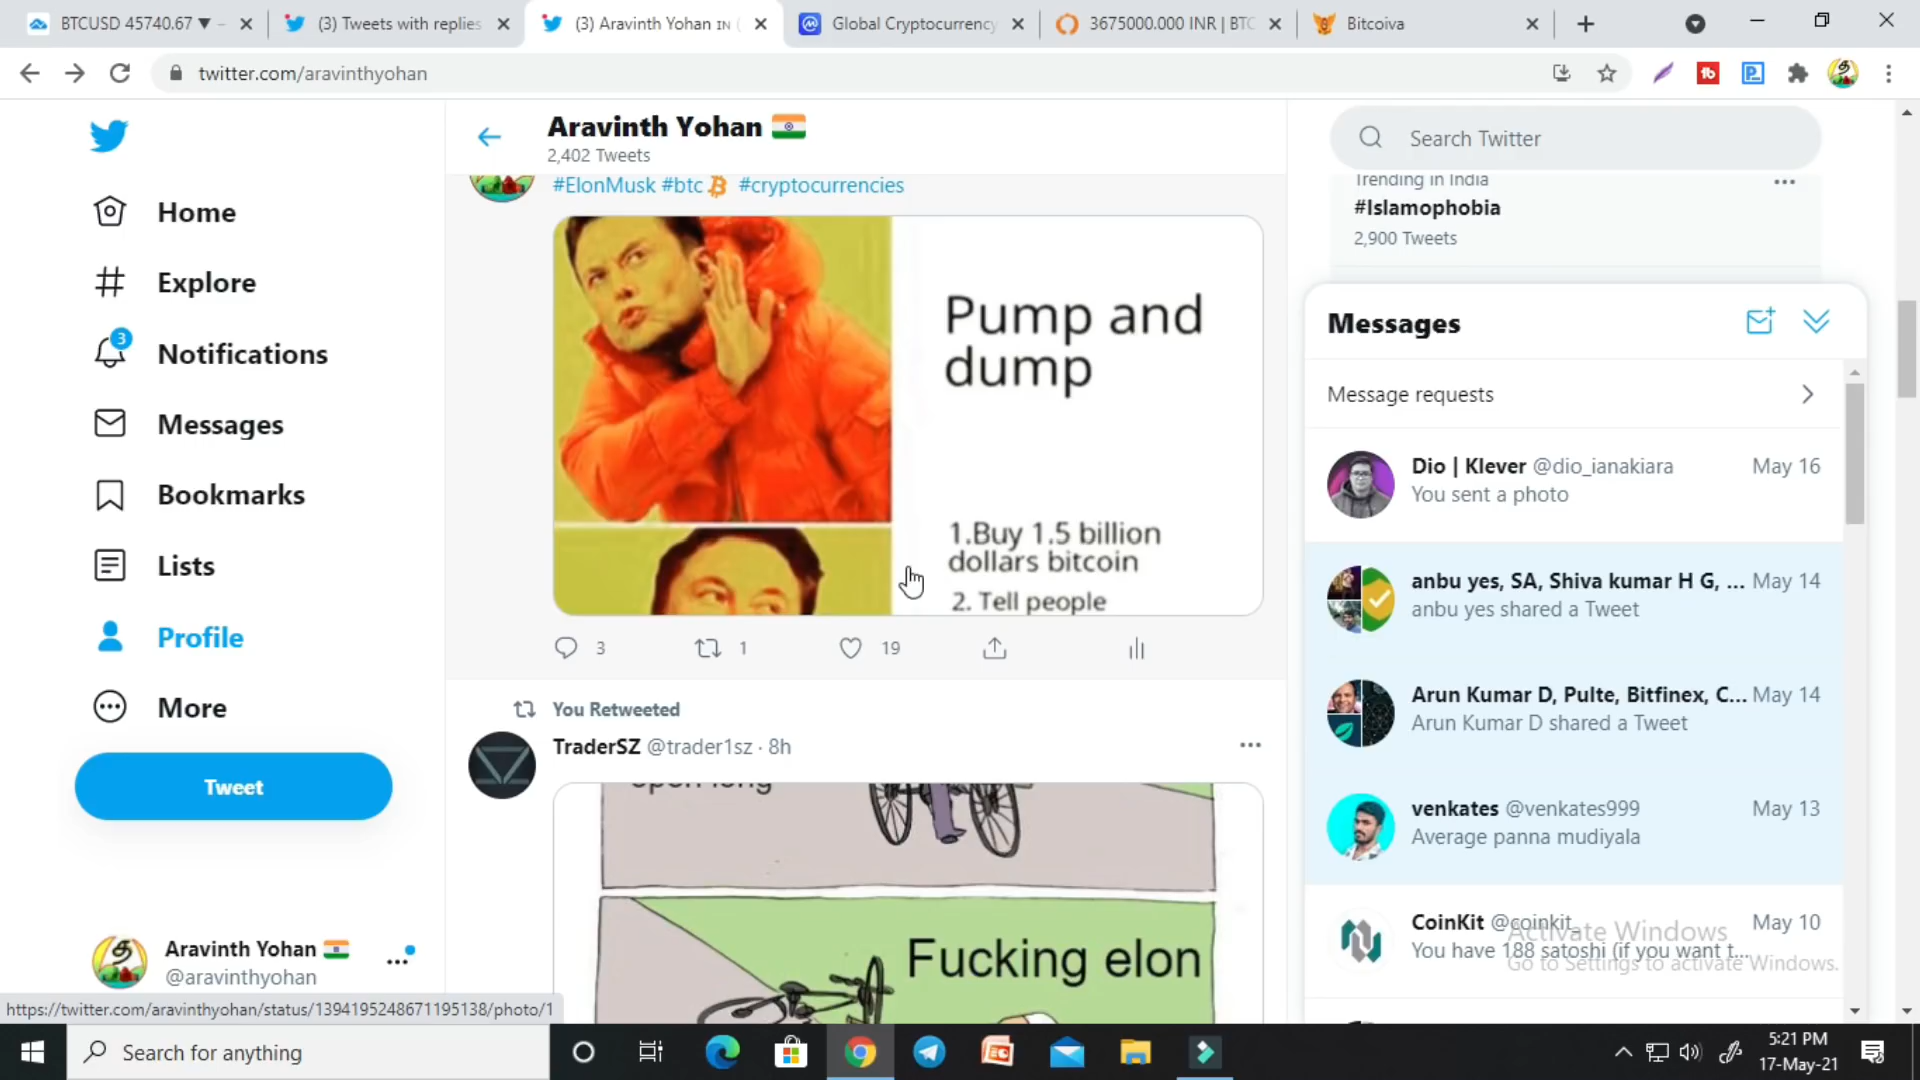 BTCUSD 45740.67 ▼ –
(3) Tweets with replies
(3) Aravinth Yohan IN (
Global Cryptocurrency
3675000.000 INR | BTC
Bitcoiva
twitter.com/aravinthyohan
Home
Explore
3
Notifications
Messages
Bookmarks
Lists
Profile
More
Tweet
Aravinth Yohan
@aravinthyohan
https://twitter.com/aravinthyohan/status/1394195248671195138/photo/1
Aravinth Yohan
2,402 Tweets
#ElonMusk #btc #cryptocurrencies
Pump and
dump
1.Buy 1.5 billion
dollars bitcoin
2. Tell people
3 1 19
You Retweeted
TraderSZ @trader1sz · 8h
open long
Fucking elon
Search Twitter
Trending in India
#Islamophobia
2,900 Tweets
Messages
Message requests
Dio | Klever @dio_ianakiara May 16
You sent a photo
anbu yes, SA, Shiva kumar H G, ... May 14
anbu yes shared a Tweet
Arun Kumar D, Pulte, Bitfinex, C... May 14
Arun Kumar D shared a Tweet
venkates @venkates999 May 13
Average panna mudiyala
CoinKit @coinkit_ May 10
You have 188 satoshi (if you want t...
Activate Windows
Go to Settings to activate Windows.
Search for anything
5:21 PM
17-May-21